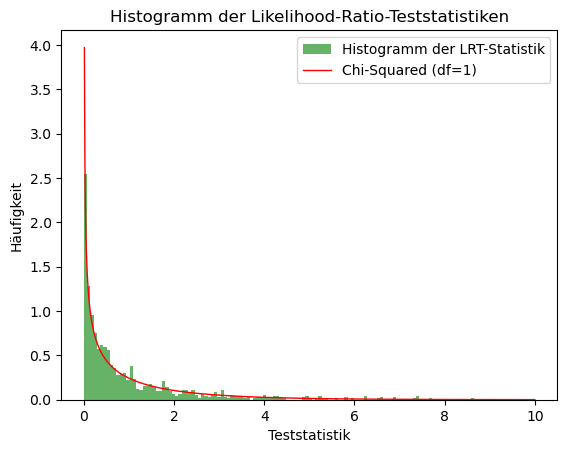 Histogramm der Likelihood-Ratio-Teststatistiken
Histogramm der LRT-Statistik
Chi-Squared (df=1)
4.0
3.5
3.0
2.5
2.0
1.5
1.0
0.5
0.0
Häufigkeit
0 2 4 6 8 10
Teststatistik